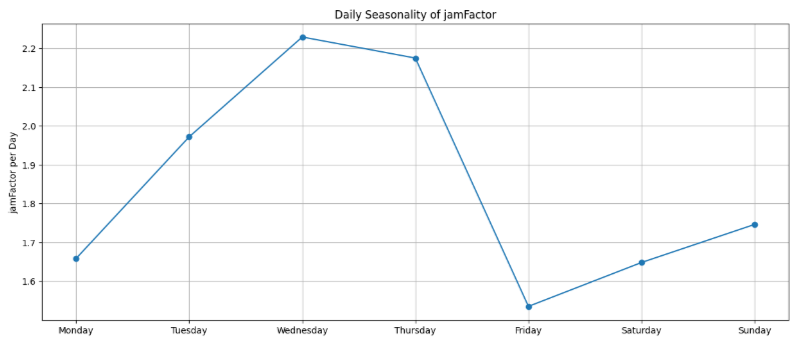 Daily Seasonality of jamFactor
jamFactor per Day
2.2
2.1
2.0
1.9
1.8
1.7
1.6
Monday Tuesday Wednesday Thursday Friday Saturday Sunday